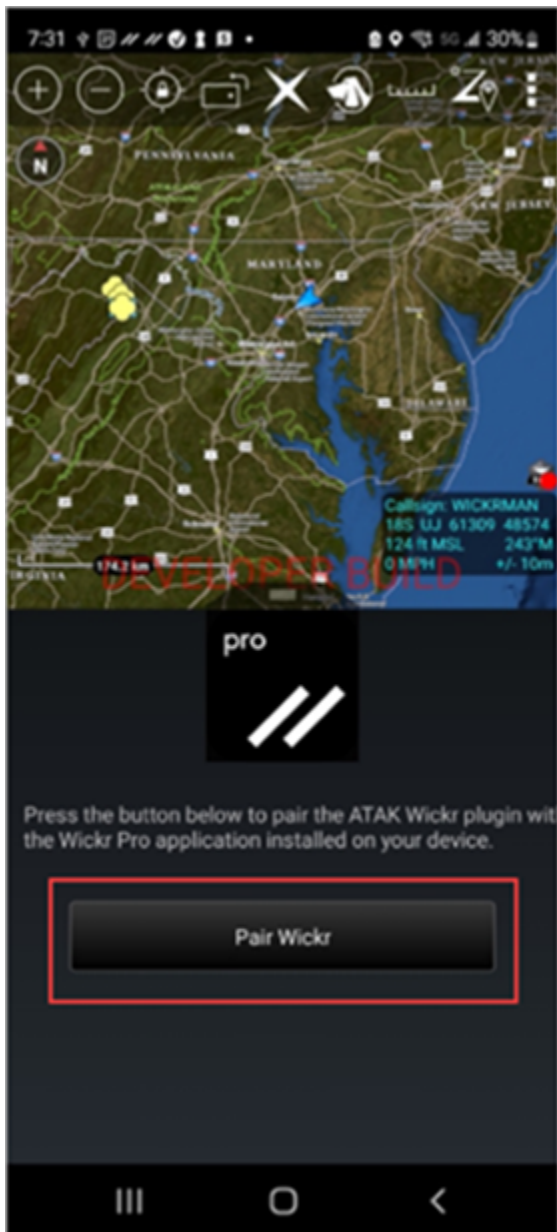 7:31
5G
30%
N
PENNSYLVANIA
NEW JERSEY
MARYLAND
DELAWARE
Callsign: WICKRMAN
18S UJ 61309 48574
124 ft MSL 243°M
0 MPH +/- 10m
174.2 km
DEVELOPER BUILD
pro
Press the button below to pair the ATAK Wickr plugin wit
the Wickr Pro application installed on your device.
Pair Wickr